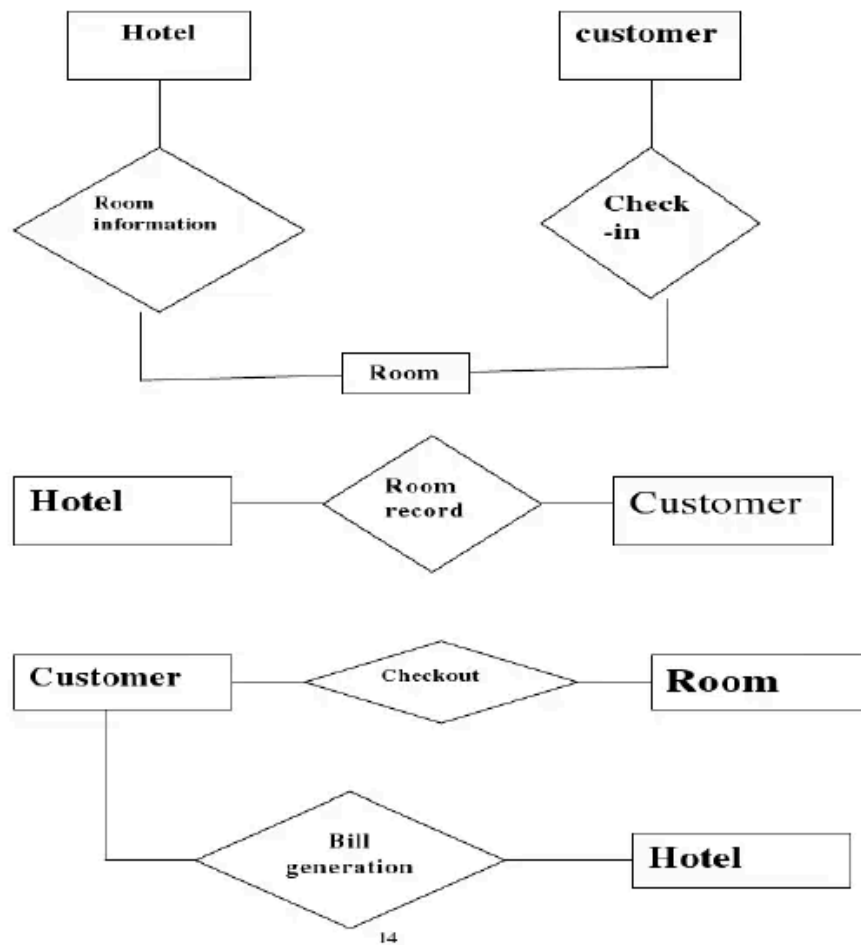 Hotel
customer
Room
information
Check
-in
Room
Hotel
Room
record
Customer
Customer
Checkout
Room
Bill
generation
Hotel
14